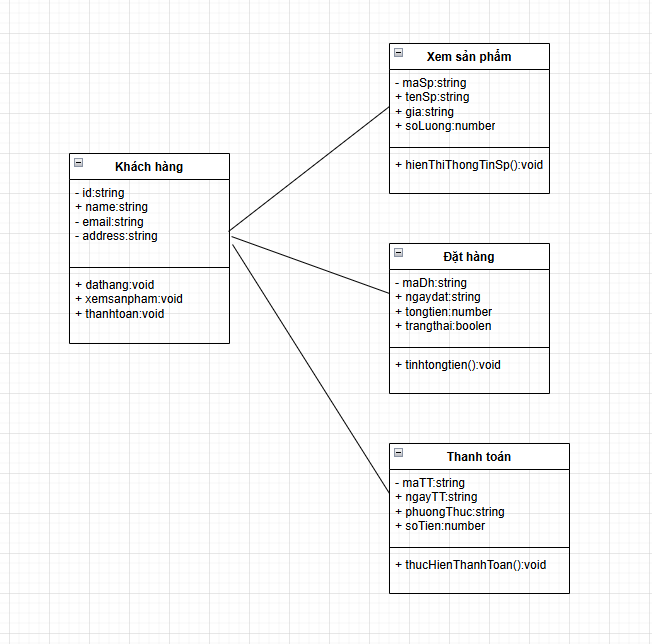 Khách hàng
- id:string
+ name:string
- email:string
- address:string
+ dathang:void
+ xemsanpham:void
+ thanhtoan:void
Xem sản phẩm
- maSp:string
+ tenSp:string
+ gia:string
+ soLuong:number
+ hienThiThongTinSp():void
Đặt hàng
- maDh:string
+ ngaydat:string
+ tongtien:number
+ trangthai:boolen
+ tinhtongtien():void
Thanh toán
- maTT:string
+ ngayTT:string
+ phuongThuc:string
+ soTien:number
+ thucHienThanhToan():void